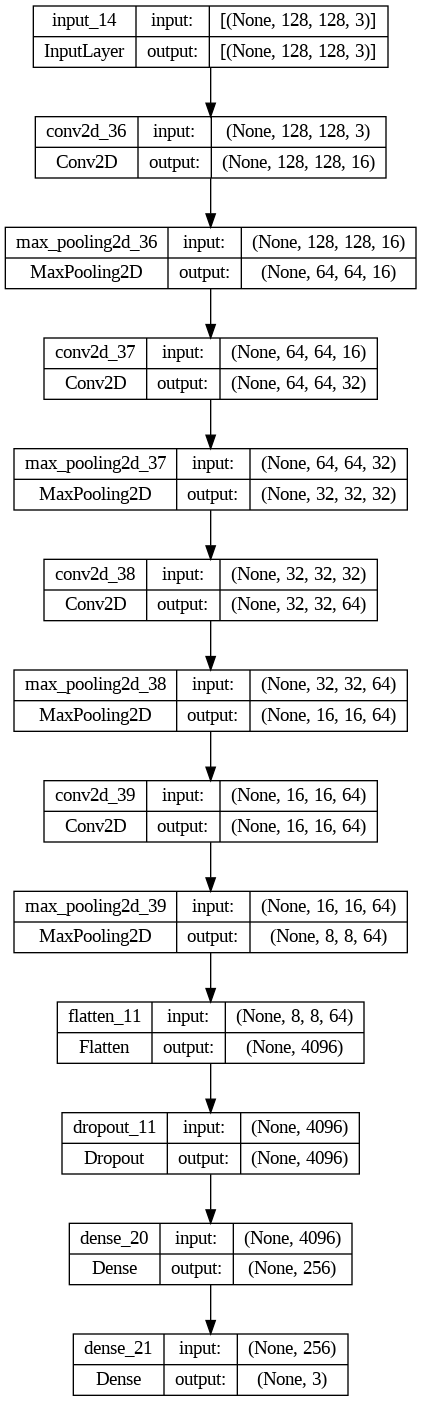 input_14 input: [(None, 128, 128, 3)]
InputLayer output: [(None, 128, 128, 3)]
conv2d_36 input: (None, 128, 128, 3)
Conv2D output: (None, 128, 128, 16)
max_pooling2d_36 input: (None, 128, 128, 16)
MaxPooling2D output: (None, 64, 64, 16)
conv2d_37 input: (None, 64, 64, 16)
Conv2D output: (None, 64, 64, 32)
max_pooling2d_37 input: (None, 64, 64, 32)
MaxPooling2D output: (None, 32, 32, 32)
conv2d_38 input: (None, 32, 32, 32)
Conv2D output: (None, 32, 32, 64)
max_pooling2d_38 input: (None, 32, 32, 64)
MaxPooling2D output: (None, 16, 16, 64)
conv2d_39 input: (None, 16, 16, 64)
Conv2D output: (None, 16, 16, 64)
max_pooling2d_39 input: (None, 16, 16, 64)
MaxPooling2D output: (None, 8, 8, 64)
flatten_11 input: (None, 8, 8, 64)
Flatten output: (None, 4096)
dropout_11 input: (None, 4096)
Dropout output: (None, 4096)
dense_20 input: (None, 4096)
Dense output: (None, 256)
dense_21 input: (None, 256)
Dense output: (None, 3)